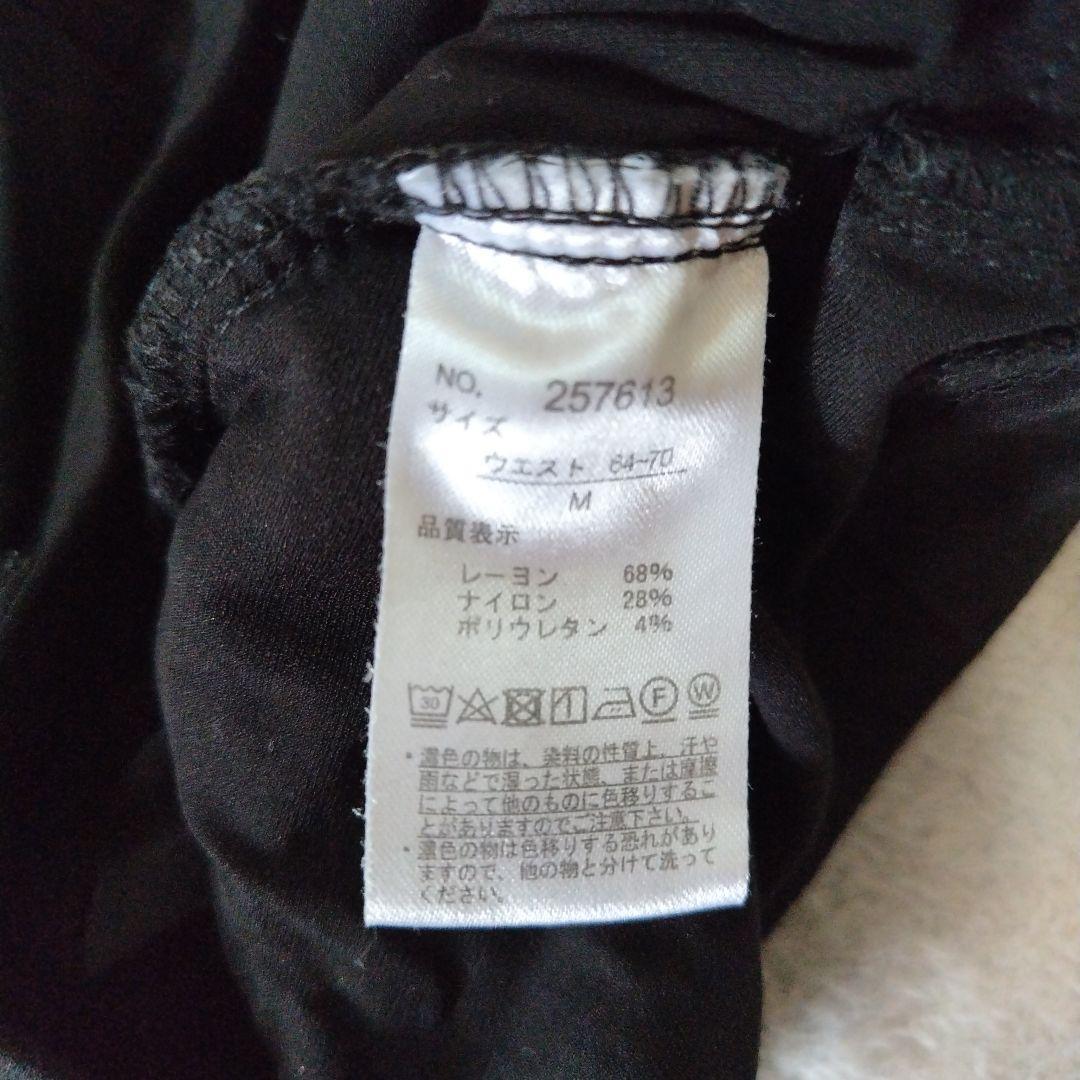 NO. 257613
サイズ
ウエスト 64~70
M
品質表示
レーヨン 68%
ナイロン 28%
ポリウレタン 4%
30 F W
・濃色の物は、染料の性質上、汗や
雨などで湿った状態、または摩擦
によって他のものに色移りするこ
とがありますのでご注意下さい。
・濃色の物は色移りする恐れがあり
ますので、他の物と分けて洗って
ください。